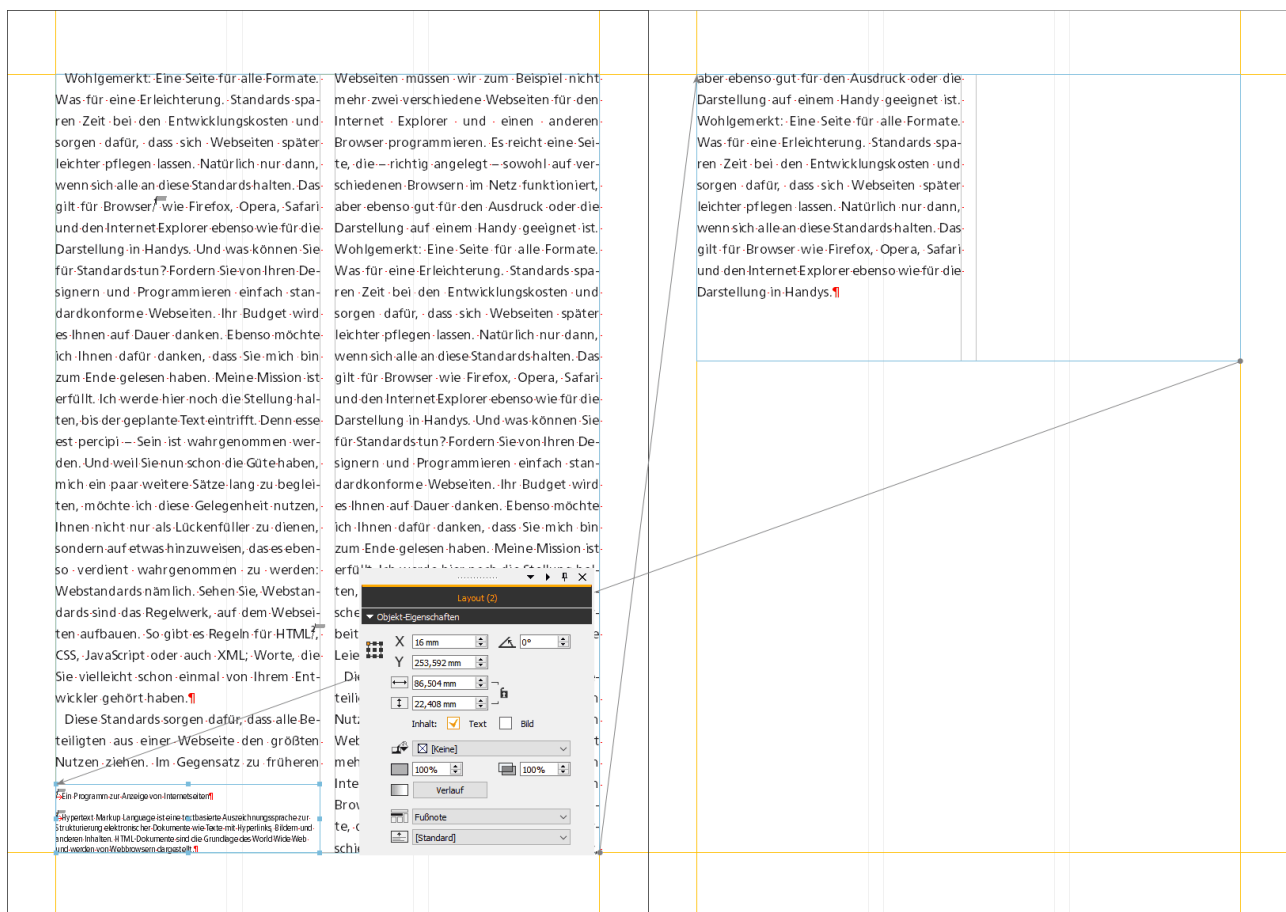 Wohlgemerkt: Eine Seite für alle Formate.
Was für eine Erleichterung. Standards spa-
ren Zeit bei den Entwicklungskosten und
sorgen dafür, dass sich Webseiten später
leichter pflegen lassen. Natürlich nur dann,
wenn sich alle an diese Standards halten. Das
gilt für Browser wie Firefox, Opera, Safari
und den Internet Explorer ebenso wie für die
Darstellung in Handys. Und was können Sie
für Standards tun? Fordern Sie von Ihren De-
signern und Programmieren einfach stan-
dardkonforme Webseiten. Ihr Budget wird
es Ihnen auf Dauer danken. Ebenso möchte
ich Ihnen dafür danken, dass Sie mich bin
zum Ende gelesen haben. Meine Mission ist
erfüllt. Ich werde hier noch die Stellung hal-
ten, bis der geplante Text eintrifft. Denn esse
est percipi – Sein ist wahrgenommen wer-
den. Und weil Sie nun schon die Güte haben,
mich ein paar weitere Sätze lang zu beglei-
ten, möchte ich diese Gelegenheit nutzen,
Ihnen nicht nur als Lückenfüller zu dienen,
sondern auf etwas hinzuweisen, das es eben-
so verdient wahrgenommen zu werden:
Webstandards nämlich. Sehen Sie, Webstan-
dards sind das Regelwerk, auf dem Websei-
ten aufbauen. So gibt es Regeln für HTML,
CSS, JavaScript oder auch XML; Worte, die
Sie vielleicht schon einmal von Ihrem Ent-
wickler gehört haben.¶
Diese Standards sorgen dafür, dass alle Be-
teiligten aus einer Webseite den größten
Nutzen ziehen. Im Gegensatz zu früheren
Ein Programm zur Anzeige von Internetseiten¶
Hypertext Markup Language ist eine textbasierte Auszeichnungssprache zur
Strukturierung elektronischer Dokumente wie Texte mit Hyperlinks, Bildern und
anderen Inhalten. HTML-Dokumente sind die Grundlage des World Wide Web
und werden von Webbrowsern dargestellt.¶
Webseiten müssen wir zum Beispiel nicht
mehr zwei verschiedene Webseiten für den
Internet Explorer und einen anderen
Browser programmieren. Es reicht eine Sei-
te, die – richtig angelegt – sowohl auf ver-
schiedenen Browsern im Netz funktioniert,
aber ebenso gut für den Ausdruck oder die
Darstellung auf einem Handy geeignet ist.
Wohlgemerkt: Eine Seite für alle Formate.
Was für eine Erleichterung. Standards spa-
ren Zeit bei den Entwicklungskosten und
sorgen dafür, dass sich Webseiten später
leichter pflegen lassen. Natürlich nur dann,
wenn sich alle an diese Standards halten. Das
gilt für Browser wie Firefox, Opera, Safari
und den Internet Explorer ebenso wie für die
Darstellung in Handys. Und was können Sie
für Standards tun? Fordern Sie von Ihren De-
signern und Programmieren einfach stan-
dardkonforme Webseiten. Ihr Budget wird
es Ihnen auf Dauer danken. Ebenso möchte
ich Ihnen dafür danken, dass Sie mich bin
zum Ende gelesen haben. Meine Mission ist
ten,
Inte
Brow
te, d
schi
Layout (2)
Objekt-Eigenschaften
X 16 mm 0°
Y 253,592 mm
86,504 mm
22,408 mm
Inhalt: Text Bild
[Keine]
100% 100%
Verlauf
Fußnote
[Standard]
aber ebenso gut für den Ausdruck oder die
Darstellung auf einem Handy geeignet ist.
Wohlgemerkt: Eine Seite für alle Formate.
Was für eine Erleichterung. Standards spa-
ren Zeit bei den Entwicklungskosten und
sorgen dafür, dass sich Webseiten später
leichter pflegen lassen. Natürlich nur dann,
wenn sich alle an diese Standards halten. Das
gilt für Browser wie Firefox, Opera, Safari
und den Internet Explorer ebenso wie für die
Darstellung in Handys.¶